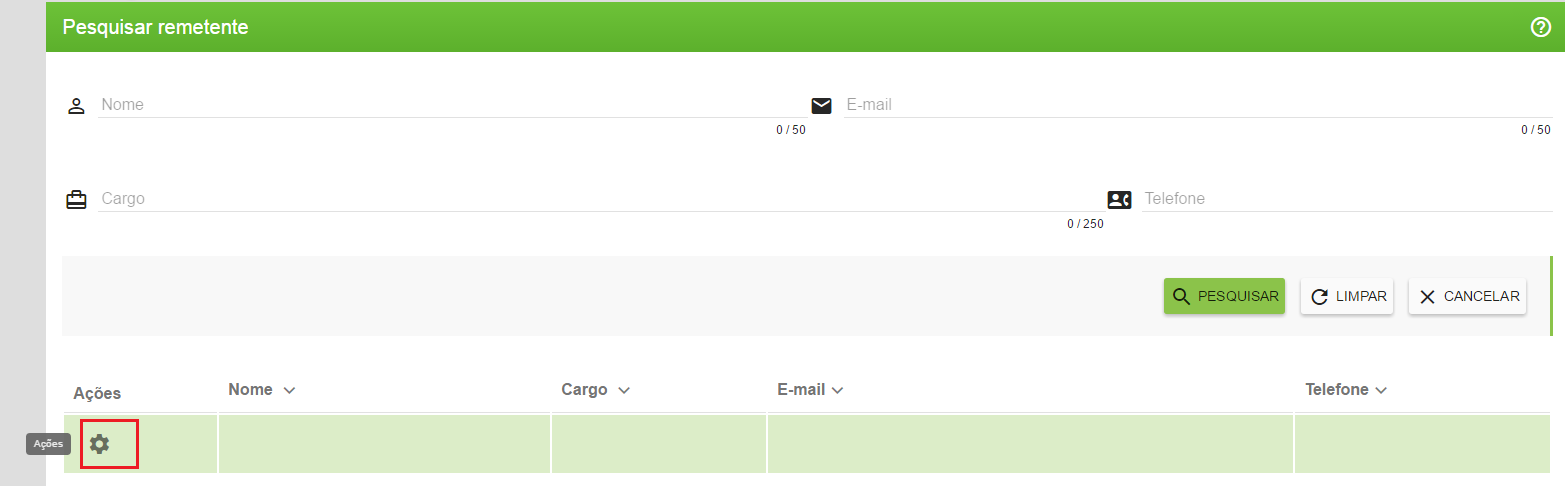 Pesquisar remetente
Nome E-mail
0 / 50 0 / 50
Cargo Telefone
0 / 250
PESQUISAR LIMPAR CANCELAR
Ações Nome Cargo E-mail Telefone
Ações